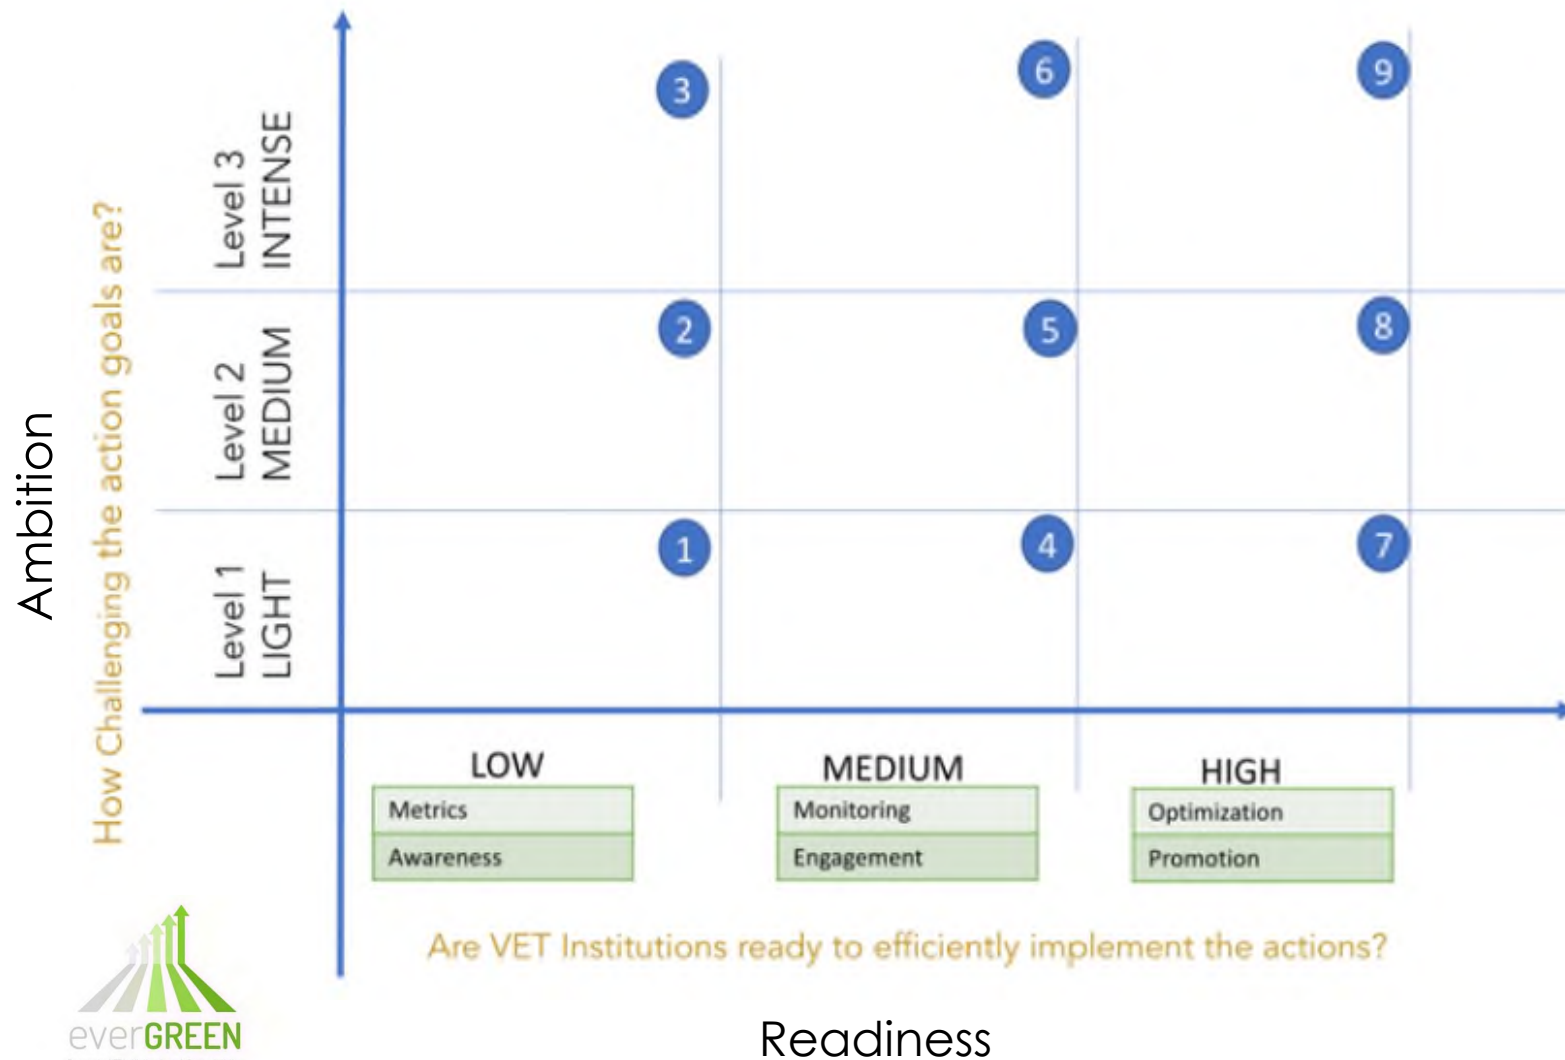 Ambition
How Challenging the action goals are?
Level 3
INTENSE
3
6
9
Level 2
MEDIUM
2
5
8
Level 1
LIGHT
1
4
7
LOW
Metrics
Awareness
MEDIUM
Monitoring
Engagement
HIGH
Optimization
Promotion
Are VET Institutions ready to efficiently implement the actions?
everGREEN
Readiness